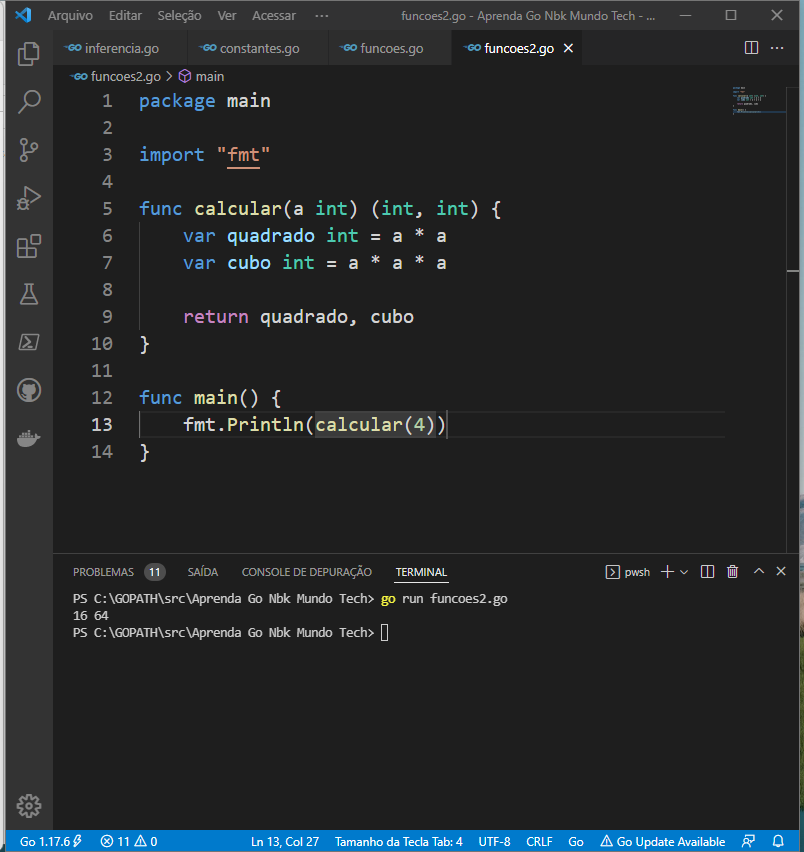 Arquivo Editar Seleção Ver Acessar ··· funcoes2.go - Aprenda Go Nbk Mundo Tech - ...
GO inferencia.go GO constantes.go GO funcoes.go GO funcoes2.go
GO funcoes2.go > main
1 package main
2
3 import "fmt"
4
5 func calcular(a int) (int, int) {
6 var quadrado int = a * a
7 var cubo int = a * a * a
8
9 return quadrado, cubo
10 }
11
12 func main() {
13 fmt.Println(calcular(4))
14 }
PROBLEMAS 11 SAÍDA CONSOLE DE DEPURAÇÃO TERMINAL pwsh
PS C:\GOPATH\src\Aprenda Go Nbk Mundo Tech> go run funcoes2.go
16 64
PS C:\GOPATH\src\Aprenda Go Nbk Mundo Tech>
Go 1.17.6 11 0 Ln 13, Col 27 Tamanho da Tecla Tab: 4 UTF-8 CRLF Go Go Update Available